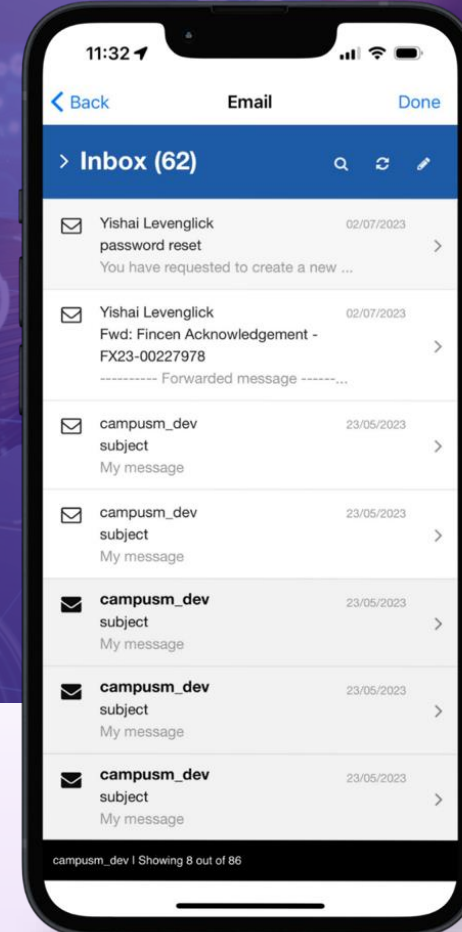 11:32
Back Email Done
> Inbox (62)
Yishai Levenglick 02/07/2023
password reset
You have requested to create a new ...
Yishai Levenglick 02/07/2023
Fwd: Fincen Acknowledgement -
FX23-00227978
---------- Forwarded message ------...
campusm_dev 23/05/2023
subject
My message
campusm_dev 23/05/2023
subject
My message
campusm_dev 23/05/2023
subject
My message
campusm_dev 23/05/2023
subject
My message
campusm_dev 23/05/2023
subject
My message
campusm_dev | Showing 8 out of 86